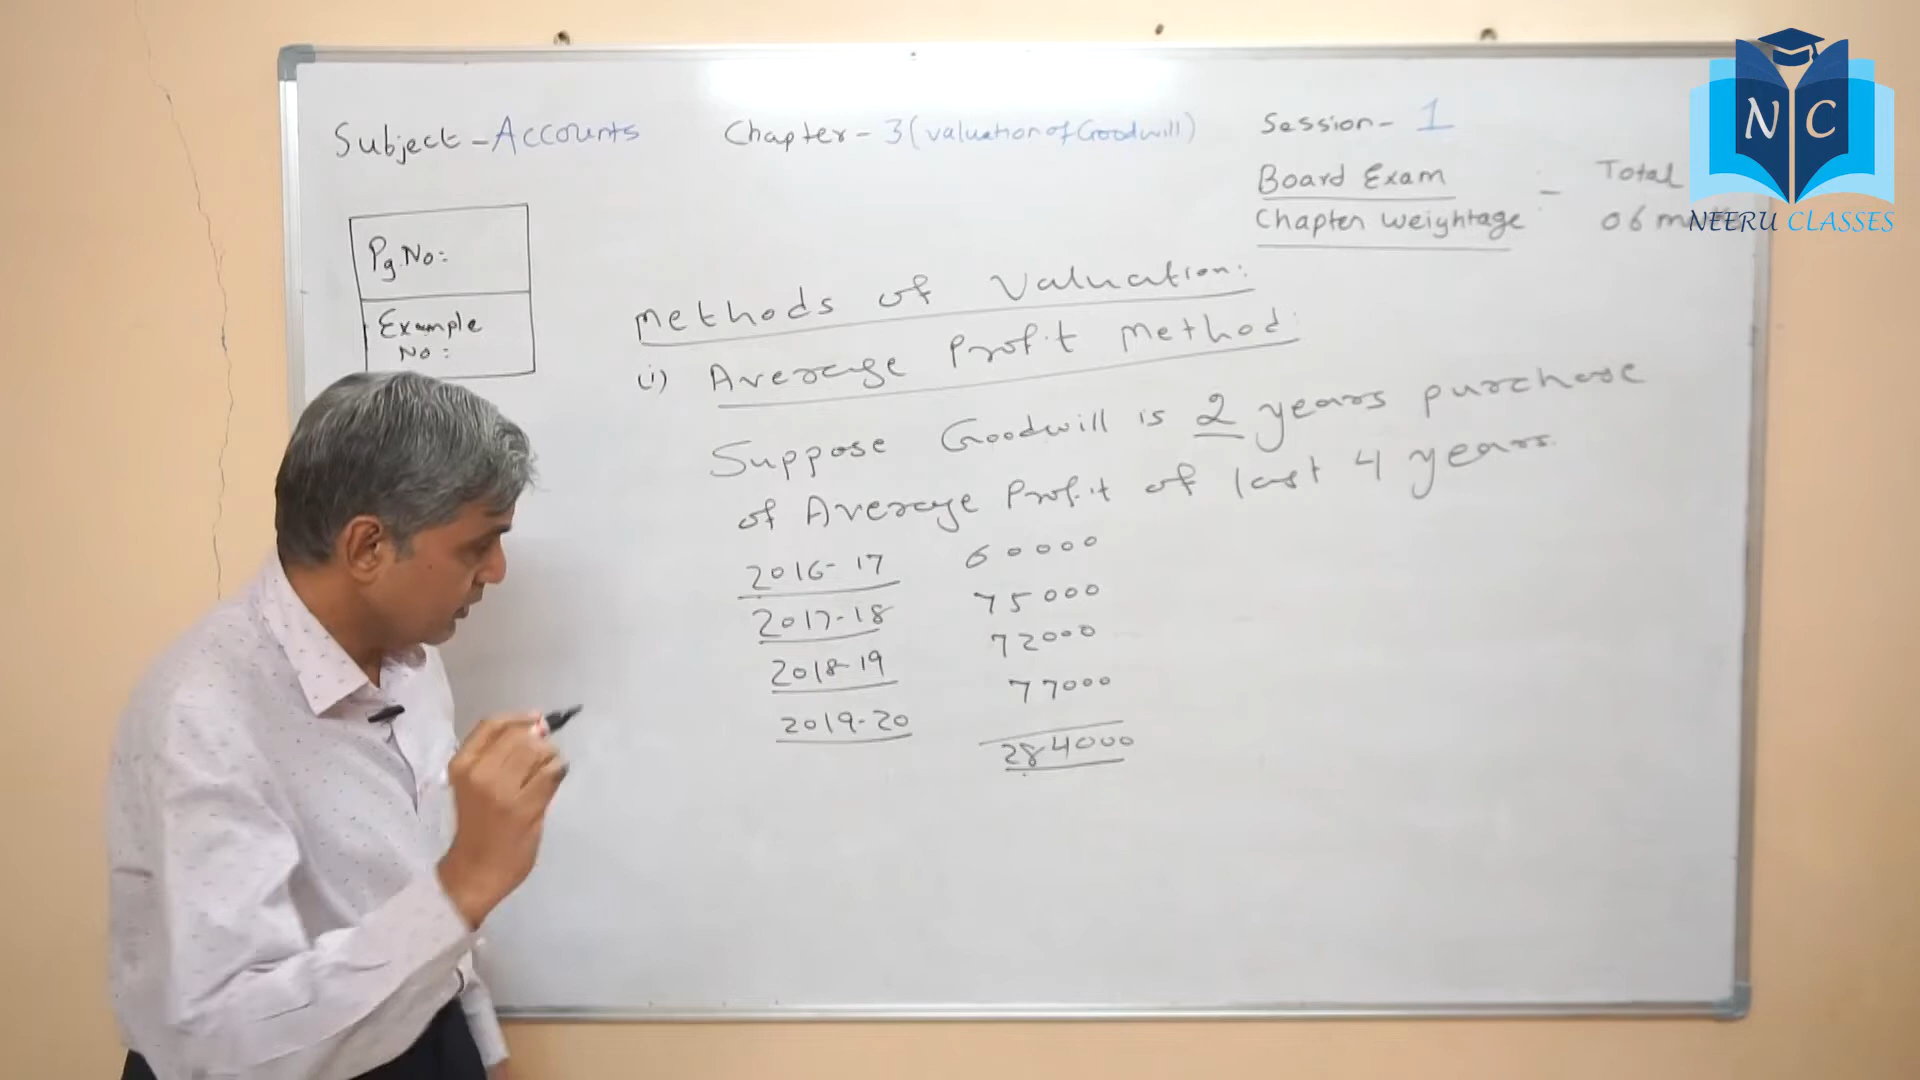 Subject - Accounts
Chapter - 3 (Valuation of Goodwill)
Session - 1
Board Exam
Chapter Weightage
:- Total
06
N C
NEERU CLASSES
Pg.No:
Example
No:
Methods of Valuation:
(i) Average Profit Method:
Suppose Goodwill is 2 years purchase
of Average Profit of last 4 years.
2016-17 60000
2017-18 75000
2018-19 72000
2019-20 77000
284000